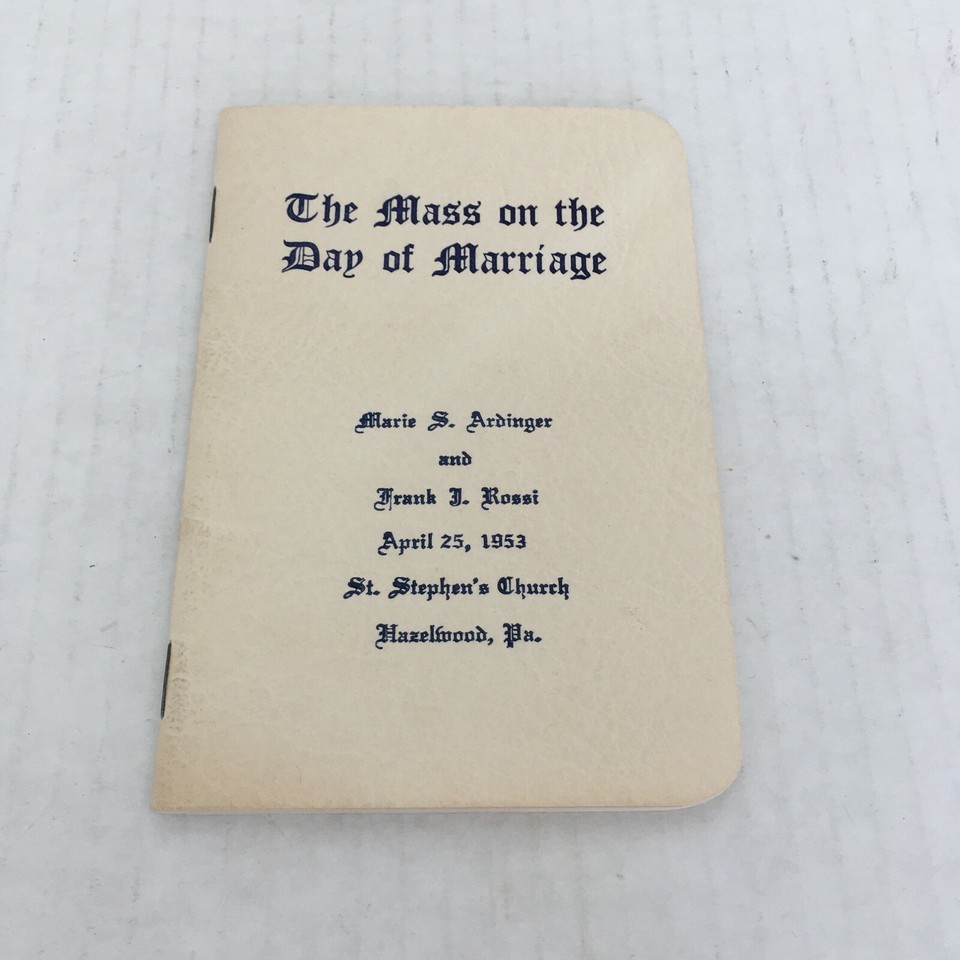 The Mass on the
Day of Marriage
Marie S. Ardinger
and
Frank J. Rossi
April 25, 1953
St. Stephen's Church
Hazelwood, Pa.